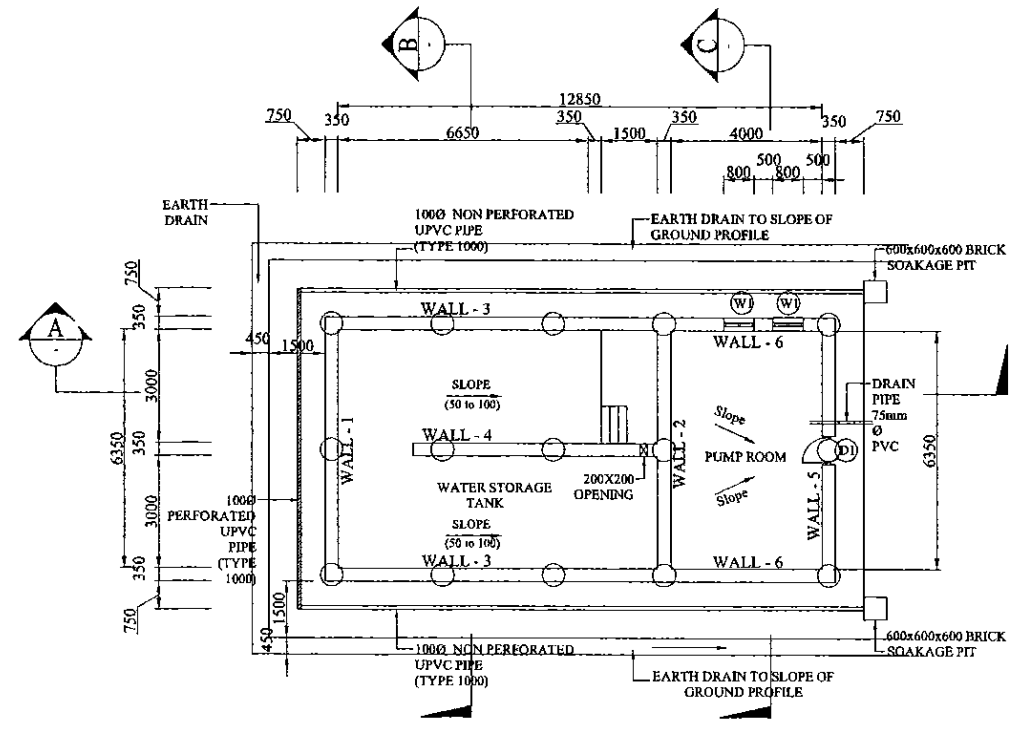 B
C
12850
750
350
6650
350
1500
350
4000
350
750
500
500
800
800
EARTH
DRAIN
100Ø NON PERFORATED
UPVC PIPE
(TYPE 1000)
EARTH DRAIN TO SLOPE OF
GROUND PROFILE
600x600x600 BRICK
SOAKAGE PIT
750
350
W1
W1
WALL - 3
WALL - 6
A
450
1500
3000
SLOPE
(50 to 100)
DRAIN
PIPE
75mm
Ø
PVC
Slope
6350
350
WALL - 1
WALL - 4
WALL - 2
PUMP ROOM
D1
6350
200X200
OPENING
WATER STORAGE
TANK
Slope
WALL - 5
100Ø
PERFORATED
UPVC
PIPE
(TYPE
1000)
3000
SLOPE
(50 to 100)
WALL - 3
WALL - 6
350
750
1500
450
100Ø NON PERFORATED
UPVC PIPE
(TYPE 1000)
600x600x600 BRICK
SOAKAGE PIT
EARTH DRAIN TO SLOPE OF
GROUND PROFILE